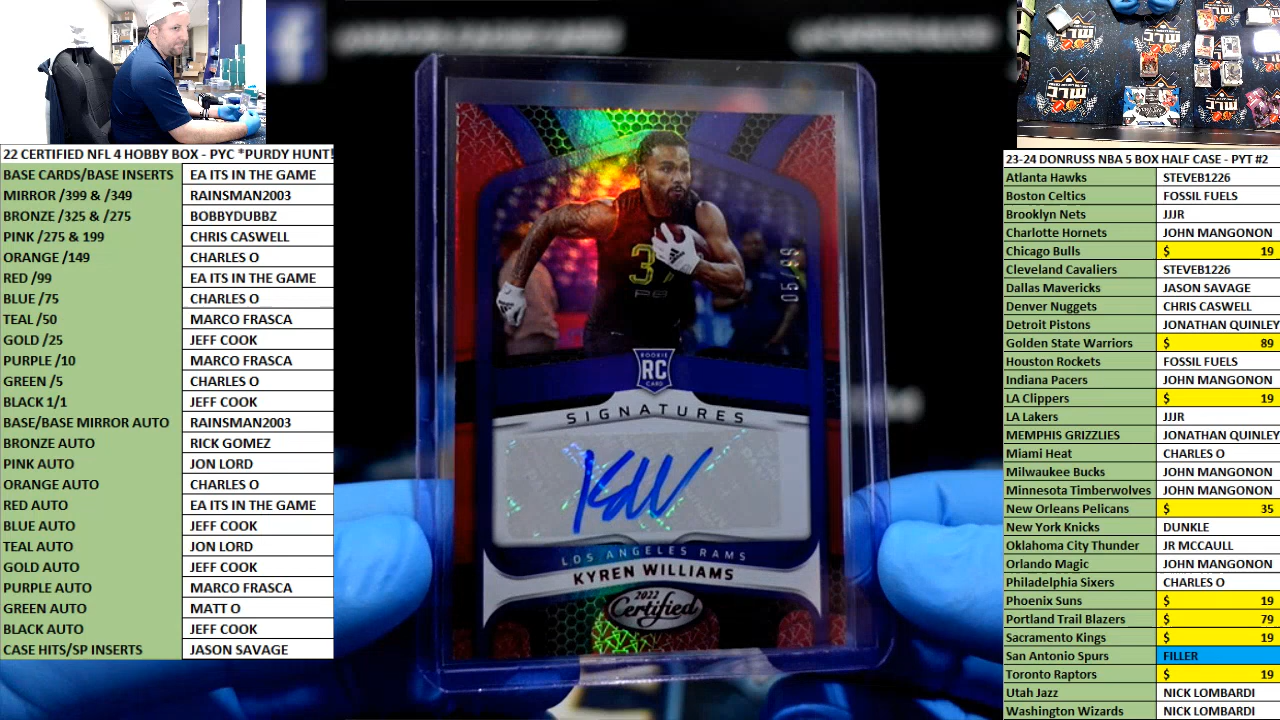 22 CERTIFIED NFL 4 HOBBY BOX - PYC *PURDY HUNT!
BASE CARDS/BASE INSERTS EA ITS IN THE GAME
MIRROR /399 & /349 RAINSMAN2003
BRONZE /325 & /275 BOBBYDUBBZ
PINK /275 & 199 CHRIS CASWELL
ORANGE /149 CHARLES O
RED /99 EA ITS IN THE GAME
BLUE /75 CHARLES O
TEAL /50 MARCO FRASCA
GOLD /25 JEFF COOK
PURPLE /10 MARCO FRASCA
GREEN /5 CHARLES O
BLACK 1/1 JEFF COOK
BASE/BASE MIRROR AUTO RAINSMAN2003
BRONZE AUTO RICK GOMEZ
PINK AUTO JON LORD
ORANGE AUTO CHARLES O
RED AUTO EA ITS IN THE GAME
BLUE AUTO JEFF COOK
TEAL AUTO JON LORD
GOLD AUTO JEFF COOK
PURPLE AUTO MARCO FRASCA
GREEN AUTO MATT O
BLACK AUTO JEFF COOK
CASE HITS/SP INSERTS JASON SAVAGE
ROOKIE
RC
CARD
SIGNATURES
KW
LOS ANGELES RAMS
KYREN WILLIAMS
2022
Certified
23-24 DONRUSS NBA 5 BOX HALF CASE - PYT #2
Atlanta Hawks STEVEB1226
Boston Celtics FOSSIL FUELS
Brooklyn Nets JJJR
Charlotte Hornets JOHN MANGONON
Chicago Bulls $ 19
Cleveland Cavaliers STEVEB1226
Dallas Mavericks JASON SAVAGE
Denver Nuggets CHRIS CASWELL
Detroit Pistons JONATHAN QUINLEY
Golden State Warriors $ 89
Houston Rockets FOSSIL FUELS
Indiana Pacers JOHN MANGONON
LA Clippers $ 19
LA Lakers JJJR
MEMPHIS GRIZZLIES JONATHAN QUINLEY
Miami Heat CHARLES O
Milwaukee Bucks JOHN MANGONON
Minnesota Timberwolves JOHN MANGONON
New Orleans Pelicans $ 35
New York Knicks DUNKLE
Oklahoma City Thunder JR MCCAULL
Orlando Magic JOHN MANGONON
Philadelphia Sixers CHARLES O
Phoenix Suns $ 19
Portland Trail Blazers $ 79
Sacramento Kings $ 19
San Antonio Spurs FILLER
Toronto Raptors $ 19
Utah Jazz NICK LOMBARDI
Washington Wizards NICK LOMBARDI